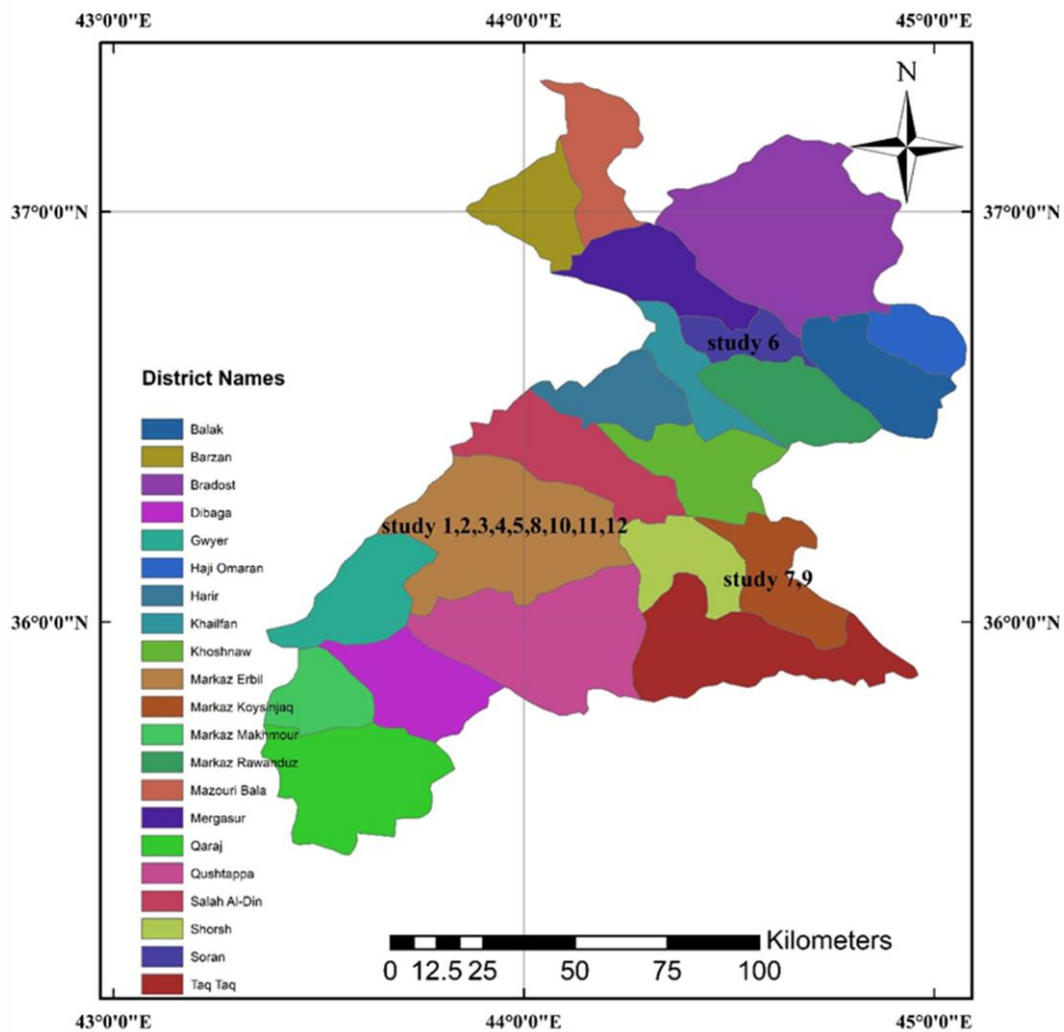 43°0'0"E 44°0'0"E 45°0'0"E
N
37°0'0"N 37°0'0"N
study 6
District Names
Balak
Barzan
Bradost
Dibaga
Gwyer
Haji Omaran
Harir
Khailfan
Khoshnaw
Markaz Erbil
Markaz Koysinjaq
Markaz Makhmour
Markaz Rawanduz
Mazouri Bala
Mergasur
Qaraj
Qushtappa
Salah Al-Din
Shorsh
Soran
Taq Taq
study 1,2,3,4,5,8,10,11,12
study 7,9
36°0'0"N 36°0'0"N
Kilometers
0 12.5 25 50 75 100
43°0'0"E 44°0'0"E 45°0'0"E